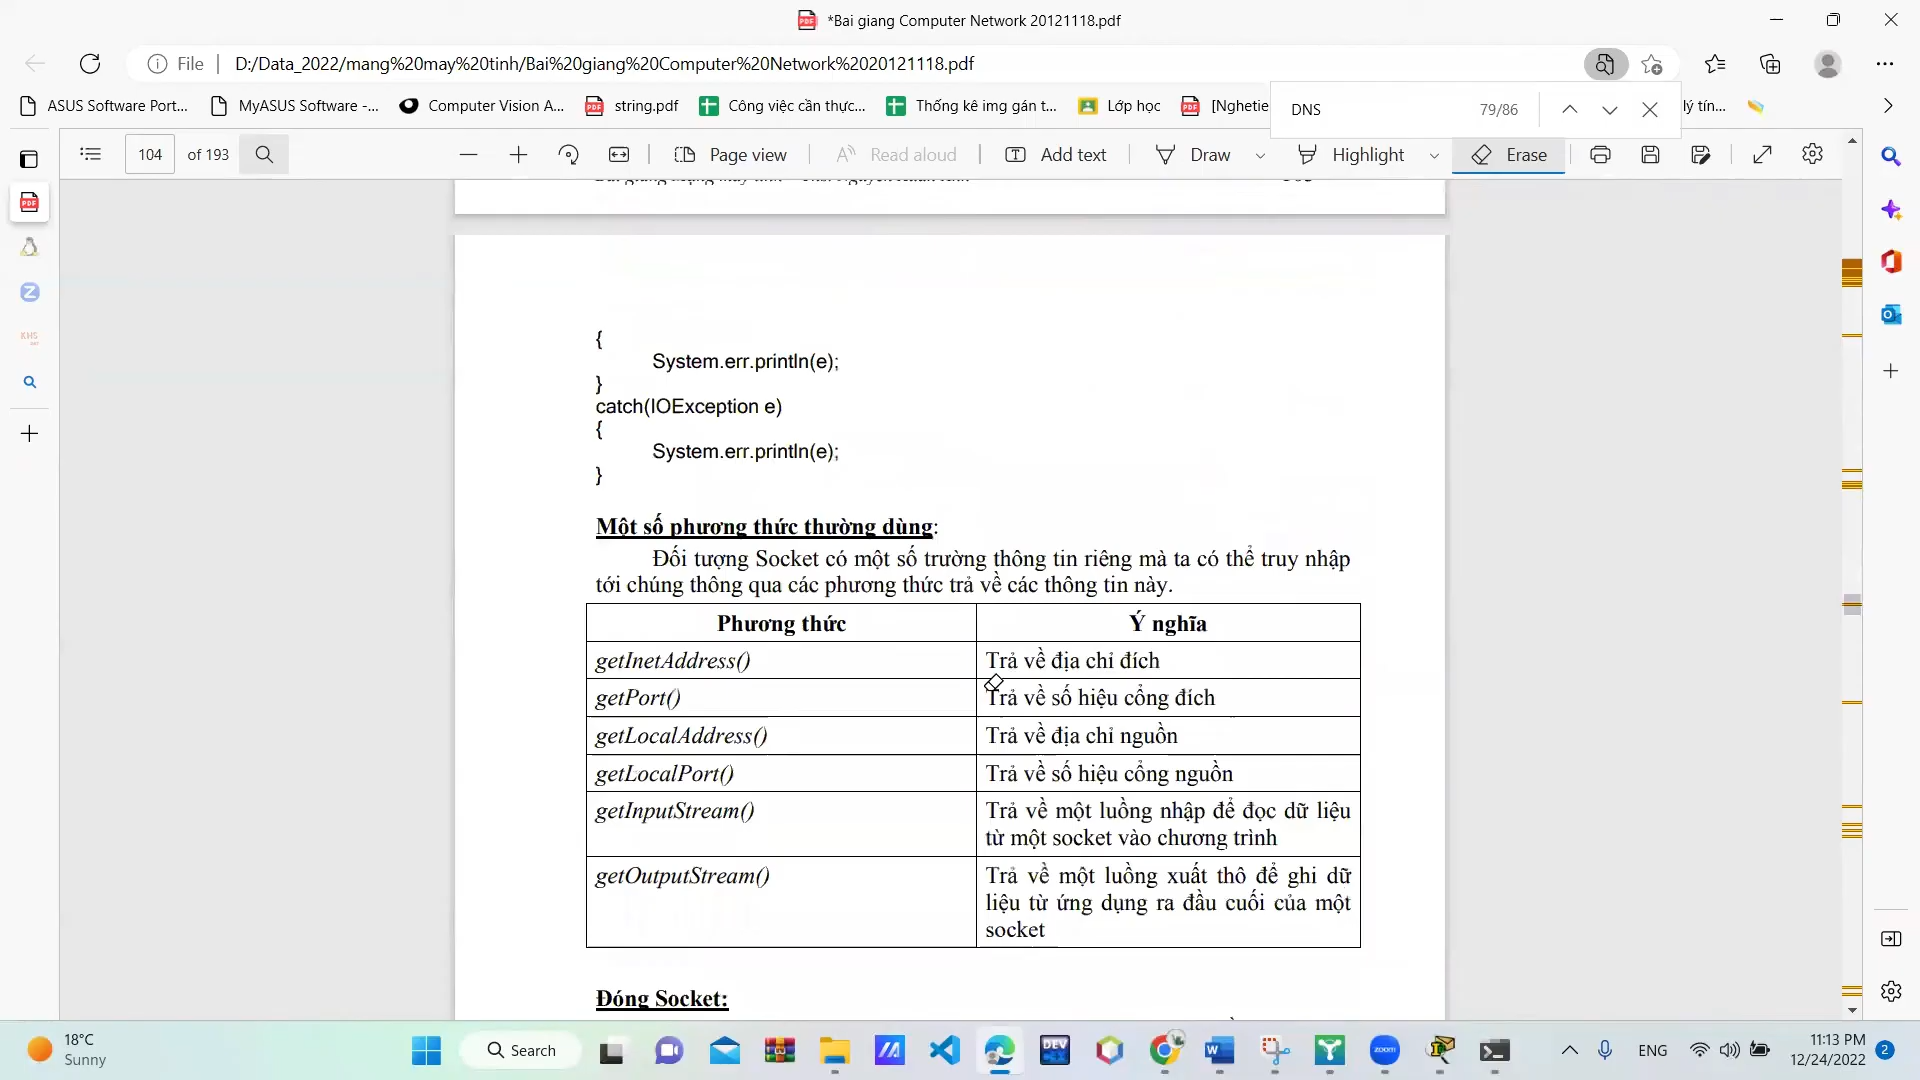 *Bai giang Computer Network 20121118.pdf
File
D:/Data_2022/mang%20may%20tinh/Bai%20giang%20Computer%20Network%2020121118.pdf
ASUS Software Port...
MyASUS Software -...
Computer Vision A...
string.pdf
Công việc cần thực...
Thống kê img gán t...
Lớp học
[Nghetie
lý tín...
DNS
79/86
104
of 193
Page view
Read aloud
Add text
Draw
Highlight
Erase
{
System.err.println(e);
}
catch(IOException e)
{
System.err.println(e);
}
Một số phương thức thường dùng:
Đối tượng Socket có một số trường thông tin riêng mà ta có thể truy nhập
tới chúng thông qua các phương thức trả về các thông tin này.
Phương thức
Ý nghĩa
getInetAddress()
Trả về địa chỉ đích
getPort()
Trả về số hiệu cổng đích
getLocalAddress()
Trả về địa chỉ nguồn
getLocalPort()
Trả về số hiệu cổng nguồn
getInputStream()
Trả về một luồng nhập để đọc dữ liệu
từ một socket vào chương trình
getOutputStream()
Trả về một luồng xuất thô để ghi dữ
liệu từ ứng dụng ra đầu cuối của một
socket
Đóng Socket:
18°C
Sunny
Search
ENG
11:13 PM
12/24/2022
2